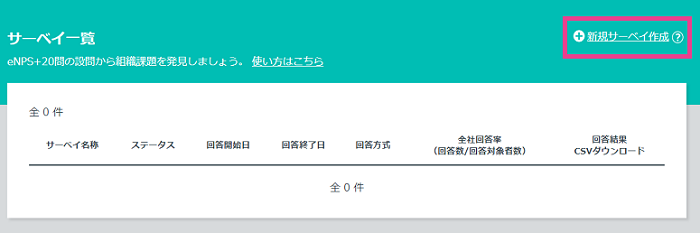 サーベイ一覧
新規サーベイ作成 ?
eNPS+20問の設問から組織課題を発見しましょう。 使い方はこちら
全 0 件
サーベイ名称 ステータス 回答開始日 回答終了日 回答方式 全社回答率 回答結果
(回答数/回答対象者数) CSVダウンロード
全 0 件